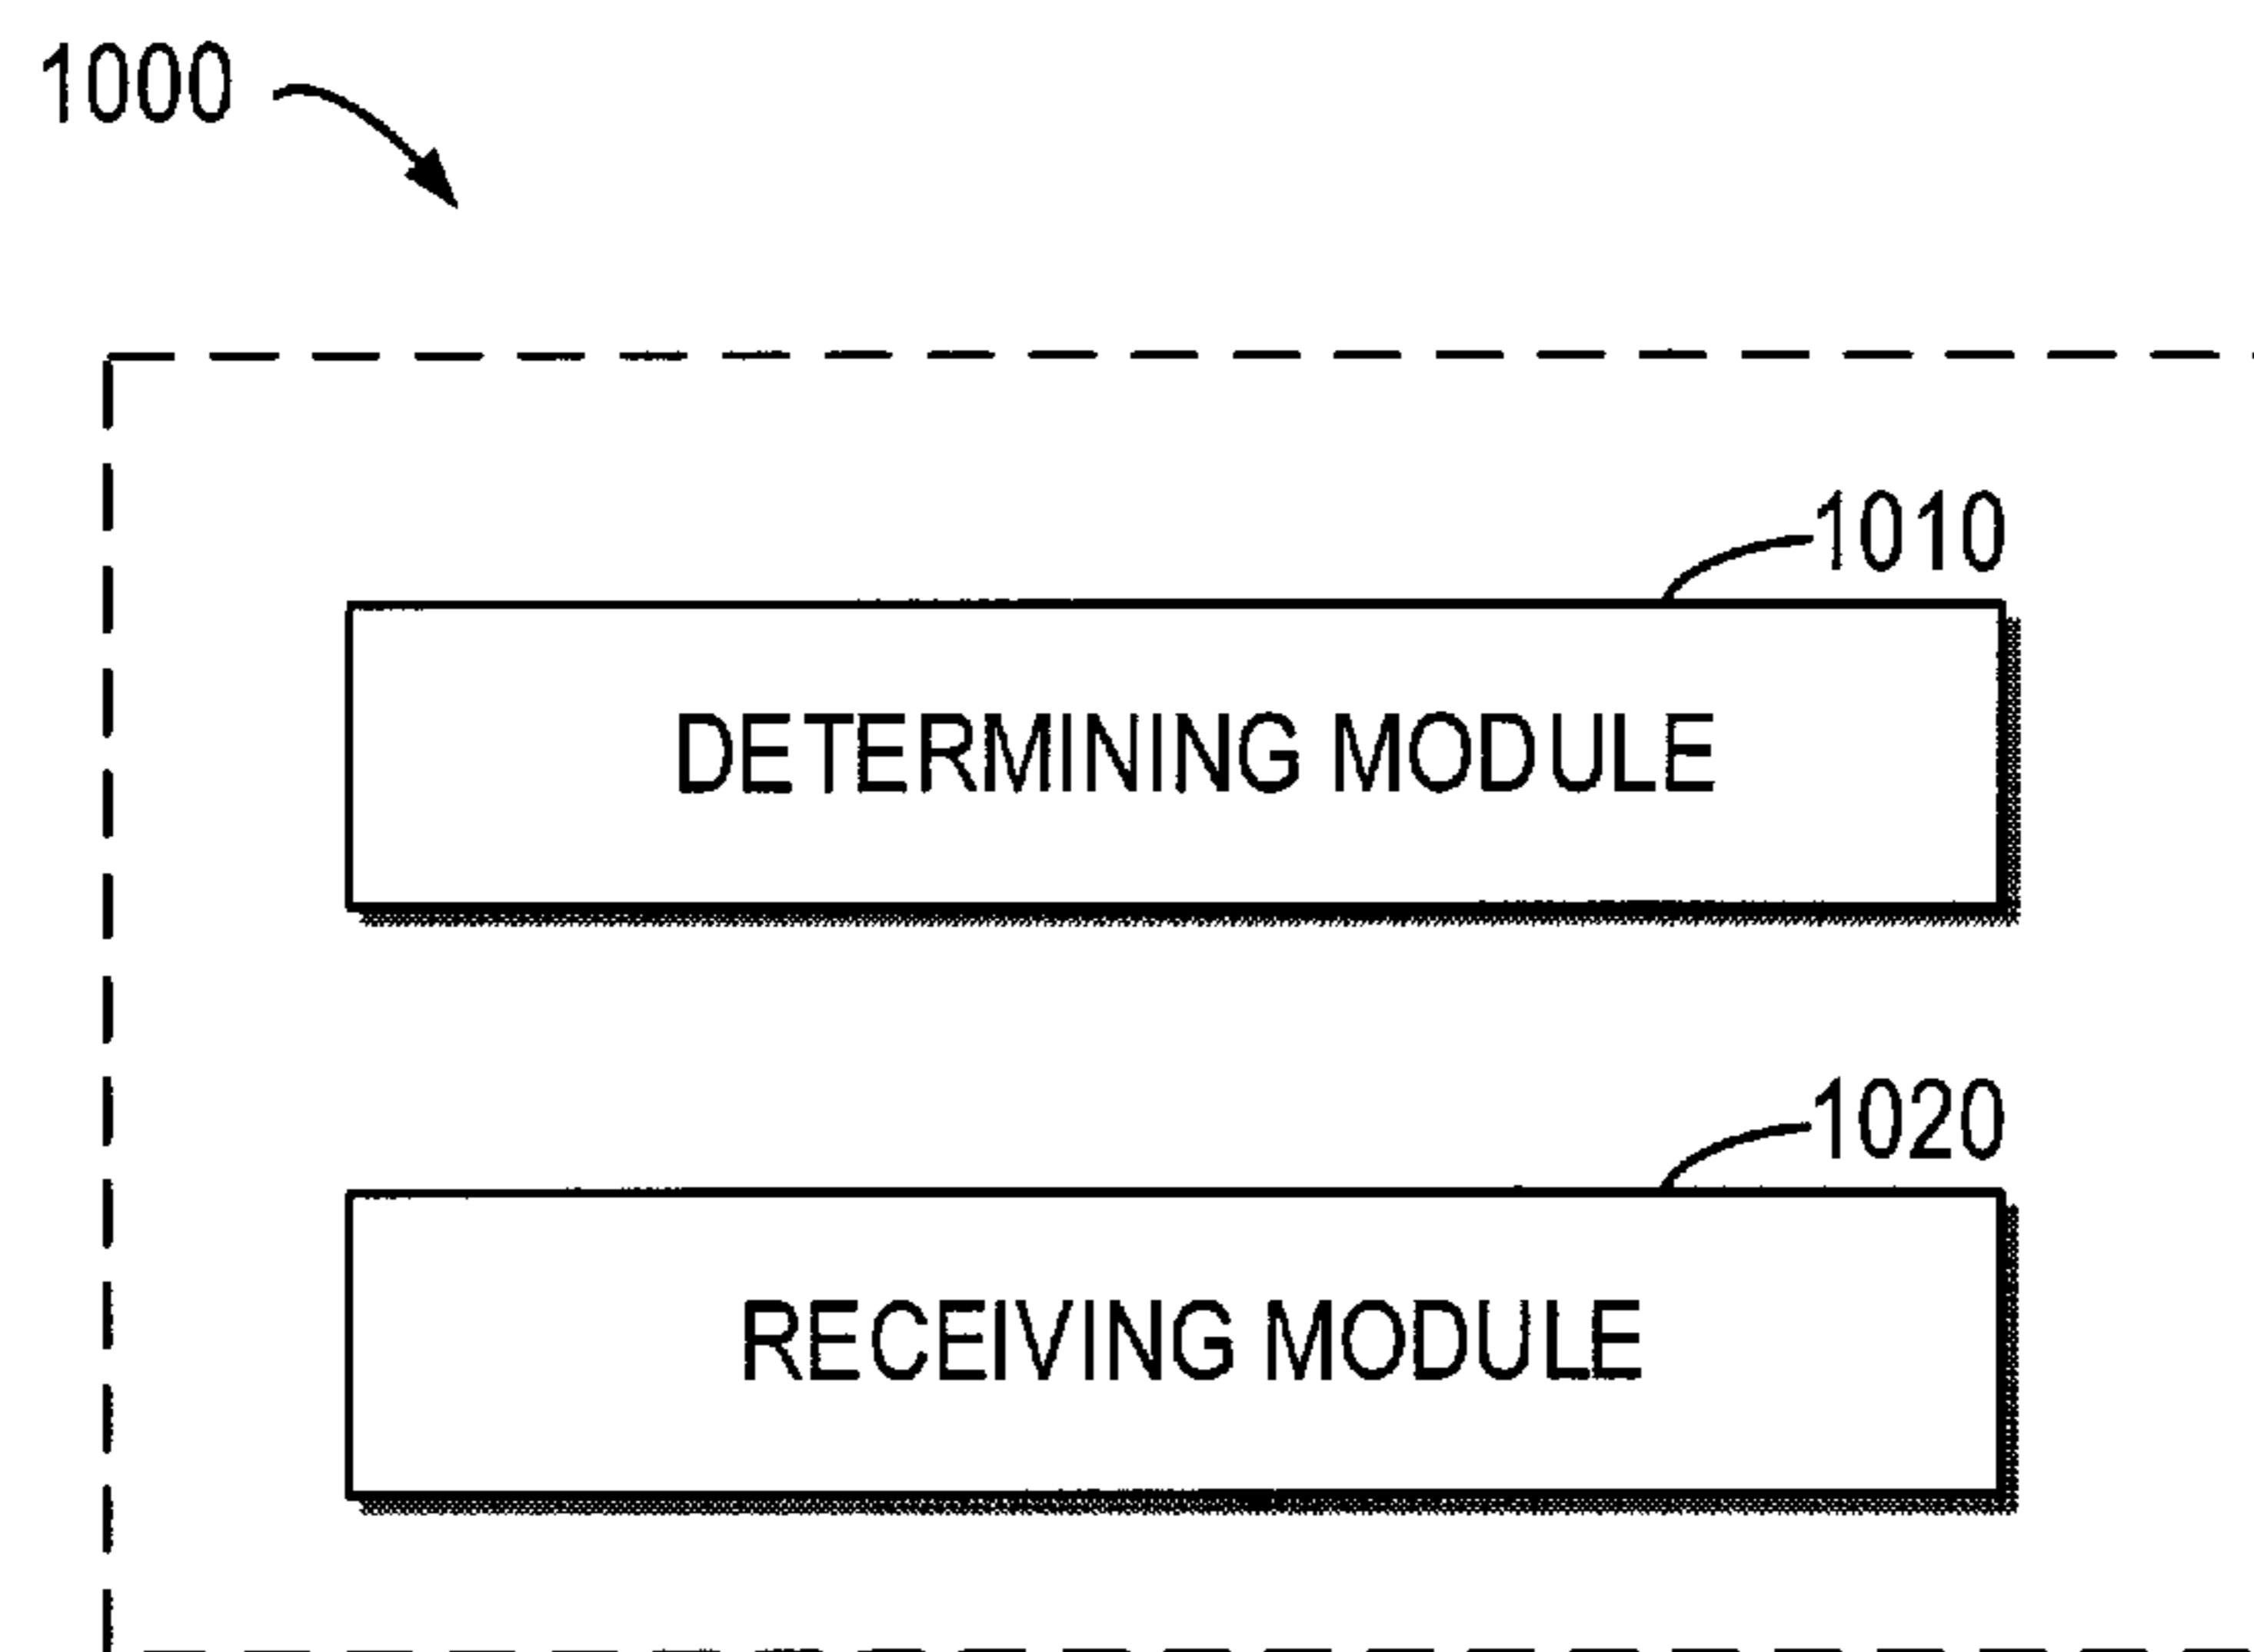 1000
1010
DETERMINING MODULE
1020
RECEIVING MODULE